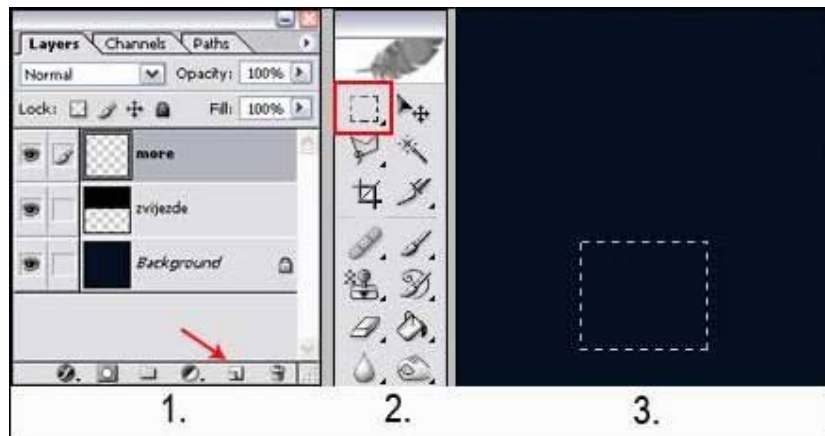 Layers Channels Paths
Normal Opacity: 100%
Lock: Fill: 100%
more
zvijezde
Background
1. 2. 3.